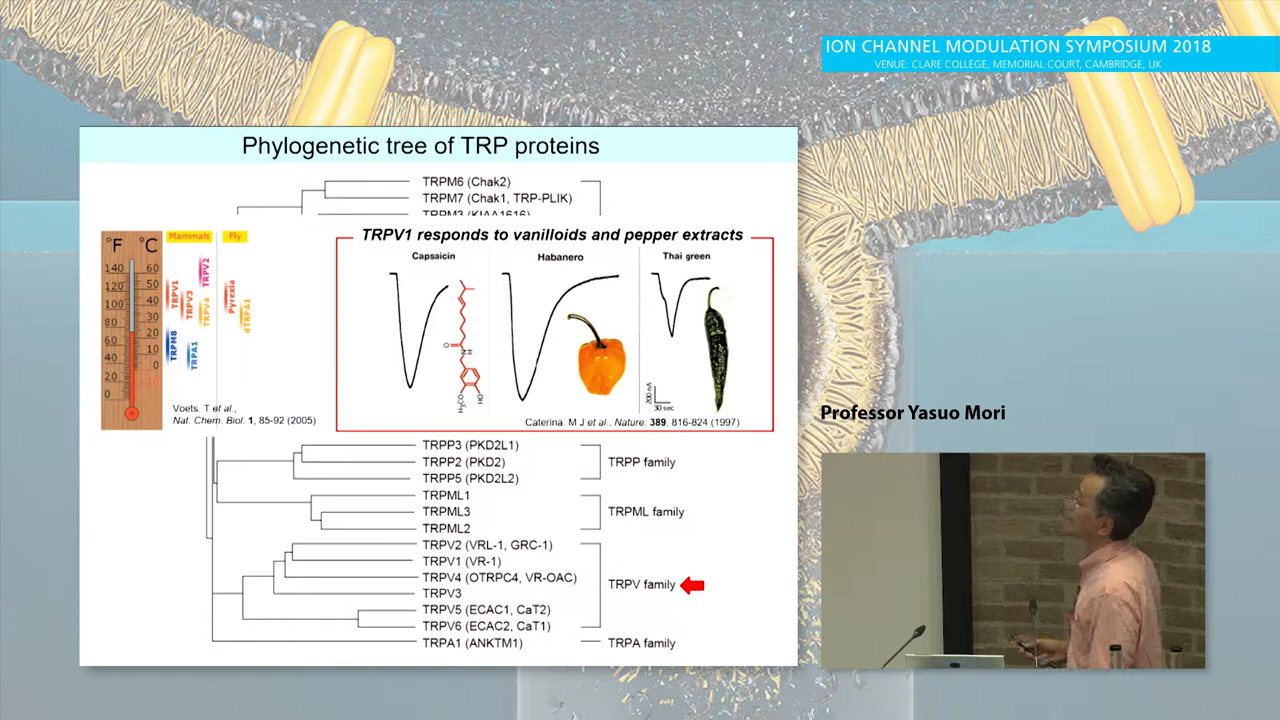 ION CHANNEL MODULATION SYMPOSIUM 2018
VENUE: CLARE COLLEGE, MEMORIAL COURT, CAMBRIDGE, UK
Phylogenetic tree of TRP proteins
TRPM6 (Chak2)
TRPM7 (Chak1, TRP-PLIK)
TRPM3 (KIAA1616)
°F °C
Mammals
Fly
140 60
120 50
100 40
80 30
60 20
40 10
20 0
0 10
TRPV1
TRPV3
TRPV4
TRPV2
TRPM8
TRPA1
Pyrexia
dTRPA1
Voets. T et al.,
Nat. Chem. Biol. 1, 85-92 (2005)
TRPV1 responds to vanilloids and pepper extracts
Capsaicin
Habanero
Thai green
O
N
H
H₃CO
HO
200 nA
30 sec
Caterina. M J et al., Nature. 389, 816-824 (1997)
TRPP3 (PKD2L1)
TRPP2 (PKD2)
TRPP5 (PKD2L2)
TRPP family
TRPML1
TRPML3
TRPML2
TRPML family
TRPV2 (VRL-1, GRC-1)
TRPV1 (VR-1)
TRPV4 (OTRPC4, VR-OAC)
TRPV3
TRPV5 (ECAC1, CaT2)
TRPV6 (ECAC2, CaT1)
TRPV family
TRPA1 (ANKTM1)
TRPA family
Professor Yasuo Mori